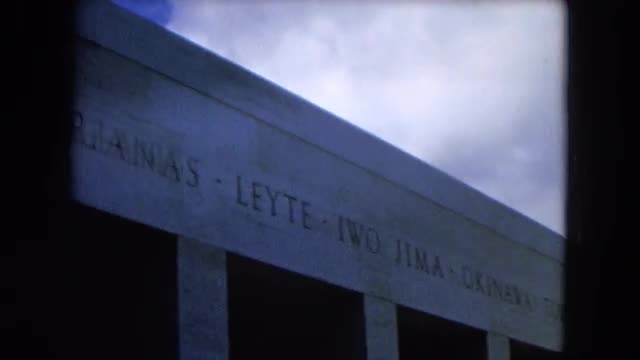 RIANAS · LEYTE · IWO JIMA · OKINAWA